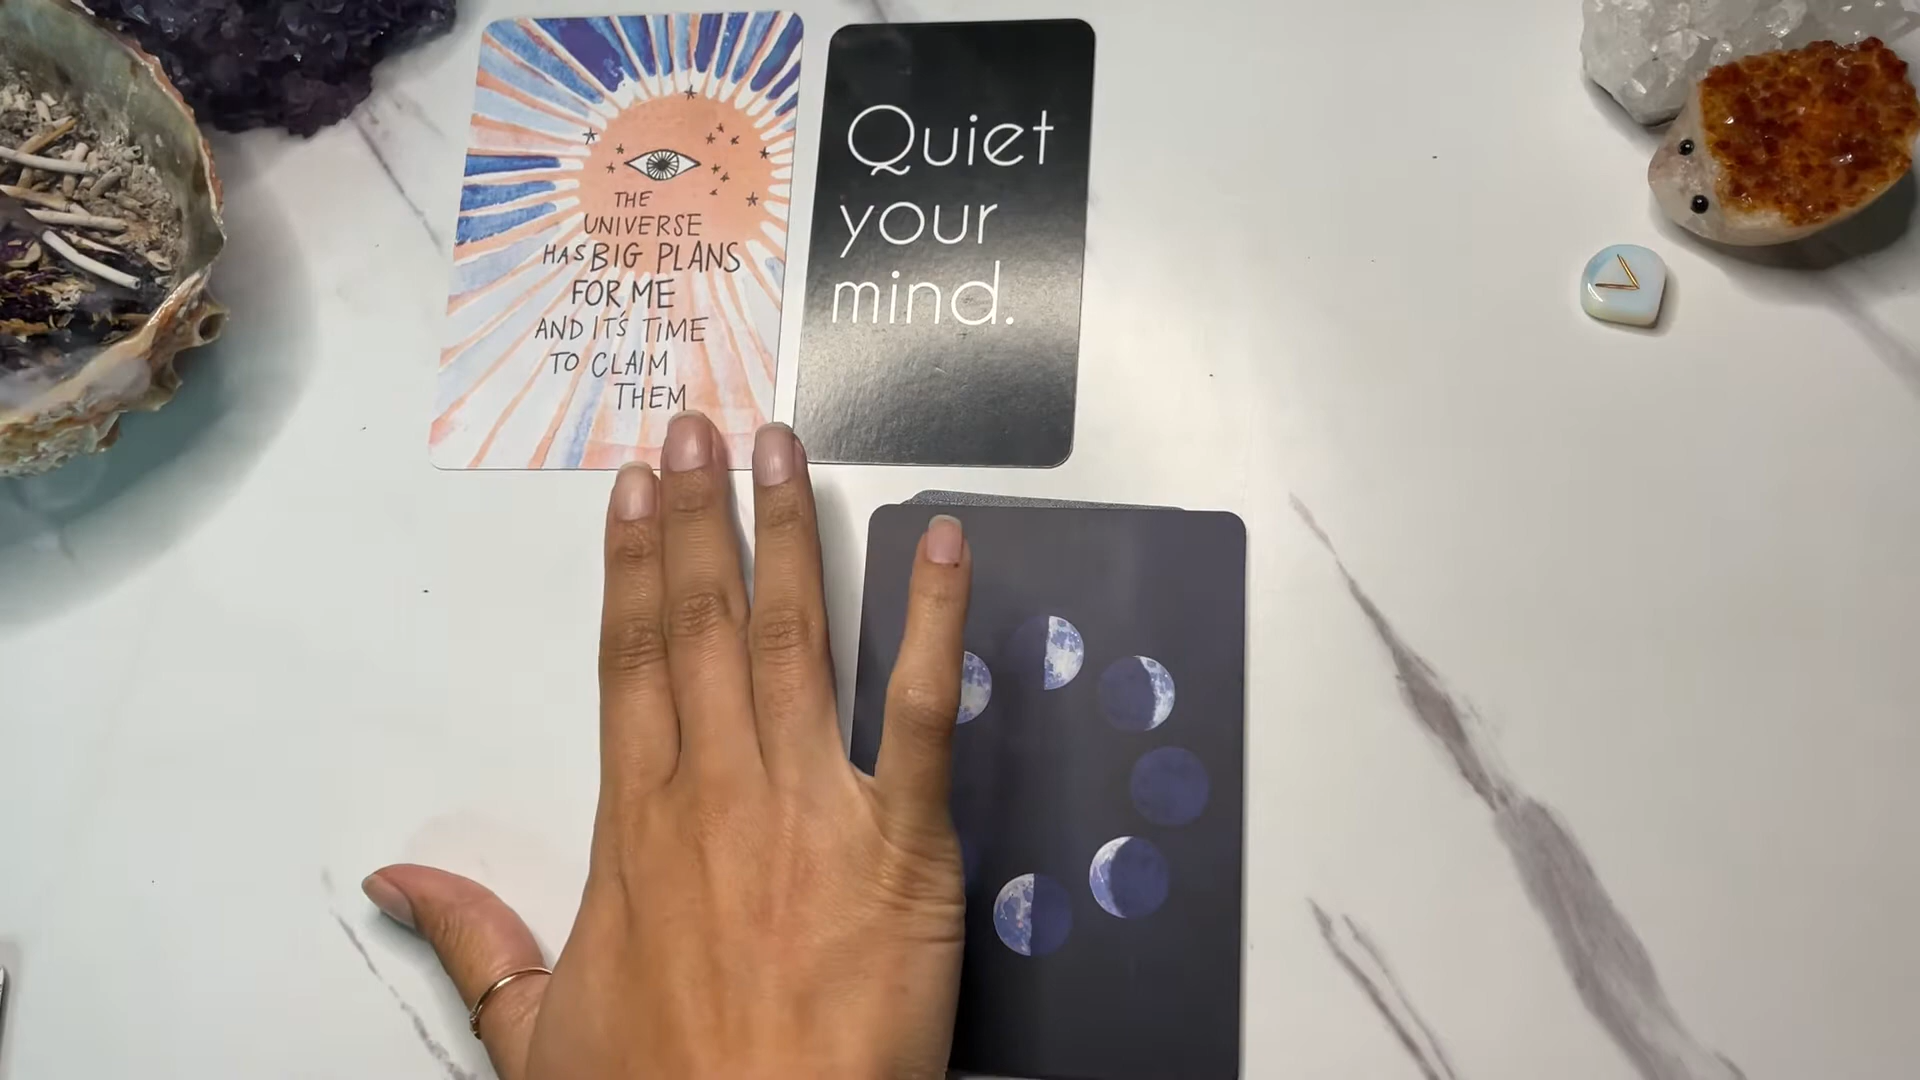 THE
UNIVERSE
HAS BIG PLANS
FOR ME
AND IT'S TIME
TO CLAIM
THEM
Quiet
your
mind.